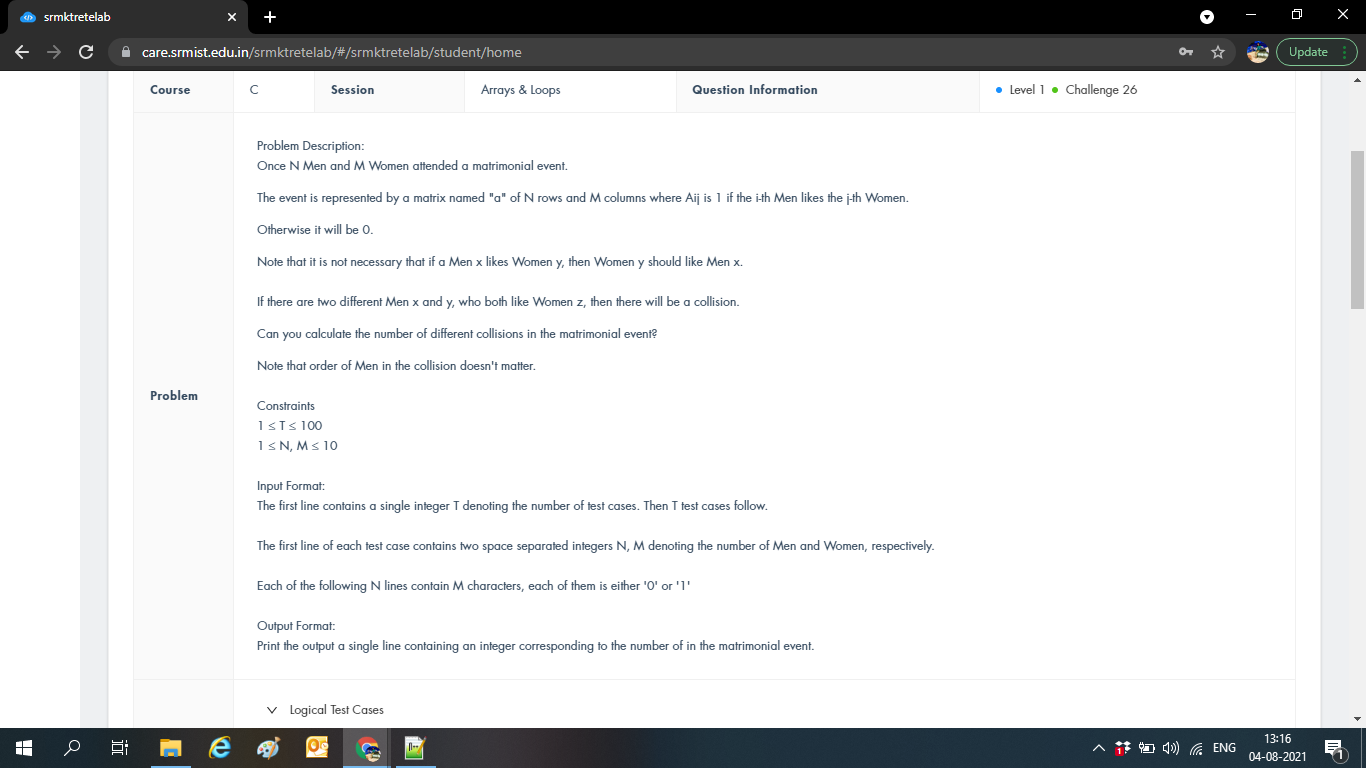 srmktretelab
care.srmist.edu.in/srmktretelab/#/srmktretelab/student/home
Update
Course C Session Arrays & Loops Question Information Level 1 Challenge 26
Problem
Problem Description:
Once N Men and M Women attended a matrimonial event.
The event is represented by a matrix named "a" of N rows and M columns where Aij is 1 if the i-th Men likes the j-th Women.
Otherwise it will be 0.
Note that it is not necessary that if a Men x likes Women y, then Women y should like Men x.
If there are two different Men x and y, who both like Women z, then there will be a collision.
Can you calculate the number of different collisions in the matrimonial event?
Note that order of Men in the collision doesn't matter.
Constraints
1 ≤ T ≤ 100
1 ≤ N, M ≤ 10
Input Format:
The first line contains a single integer T denoting the number of test cases. Then T test cases follow.
The first line of each test case contains two space separated integers N, M denoting the number of Men and Women, respectively.
Each of the following N lines contain M characters, each of them is either '0' or '1'
Output Format:
Print the output a single line containing an integer corresponding to the number of in the matrimonial event.
Logical Test Cases
ENG
13:16
04-08-2021
1